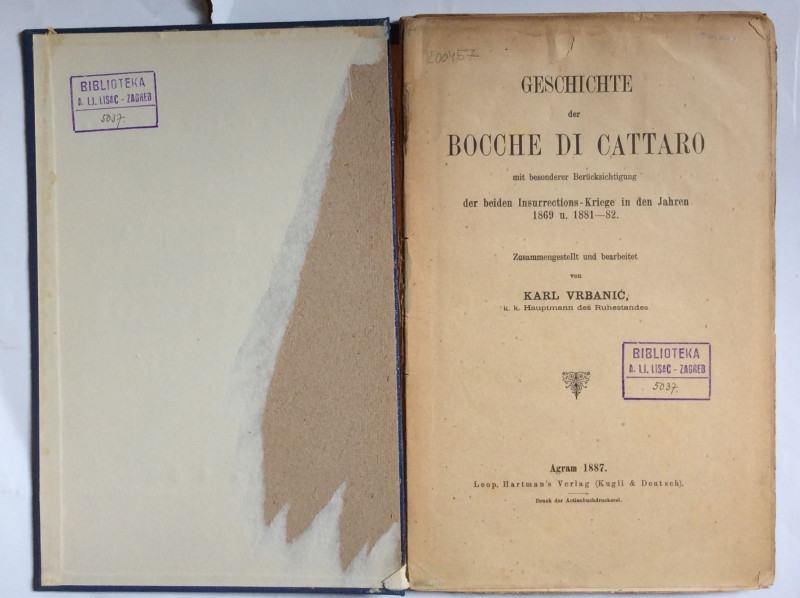 BIBLIOTEKA
A. I.I. LISAC - ZAGREB
5037.
200457
GESCHICHTE
der
BOCCHE DI CATTARO
mit besonderer Berücksichtigung
der beiden Insurrections-Kriege in den Jahren
1869 u. 1881—82.
Zusammengestellt und bearbeitet
von
KARL VRBANIĆ,
k. k. Hauptmann des Ruhestandes
BIBLIOTEKA
A. I.I. LISAC - ZAGREB
5037.
Agram 1887.
Leop. Hartman's Verlag (Kugli & Deutsch).
Druck der Actienbuchdruckerei.